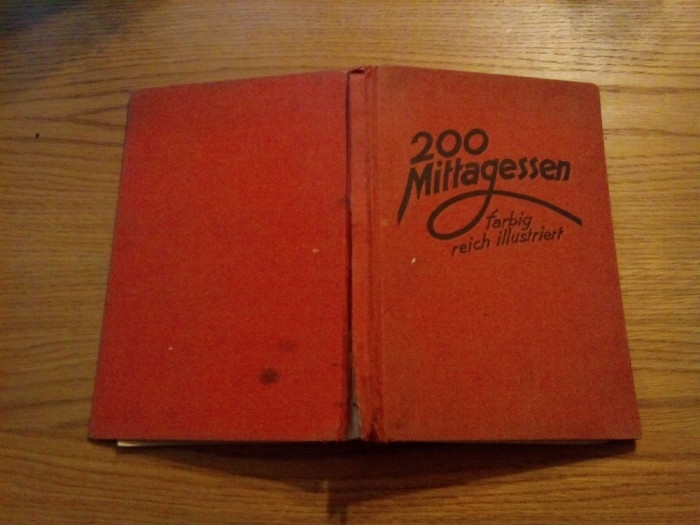 200
Mittagessen
farbig
reich illustriert